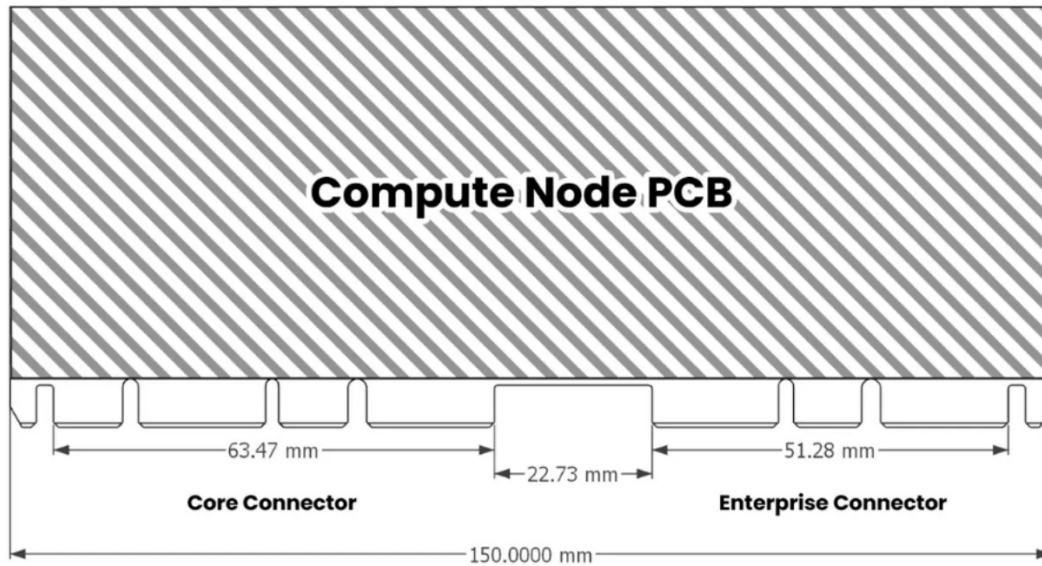 Compute Node PCB
63.47 mm
51.28 mm
22.73 mm
Core Connector
Enterprise Connector
150.0000 mm